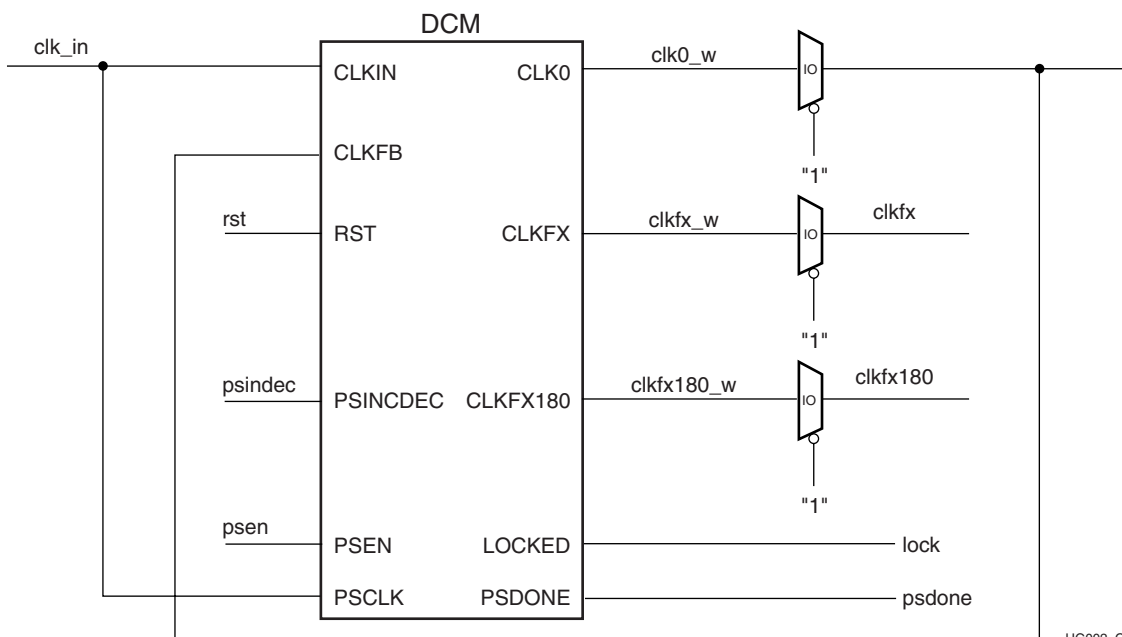 DCM
clk_in
CLKIN
CLK0
clk0_w
IO
"1"
CLKFB
rst
RST
CLKFX
clkfx_w
IO
clkfx
"1"
psindec
PSINCDEC
CLKFX180
clkfx180_w
IO
clkfx180
"1"
psen
PSEN
LOCKED
lock
PSCLK
PSDONE
psdone